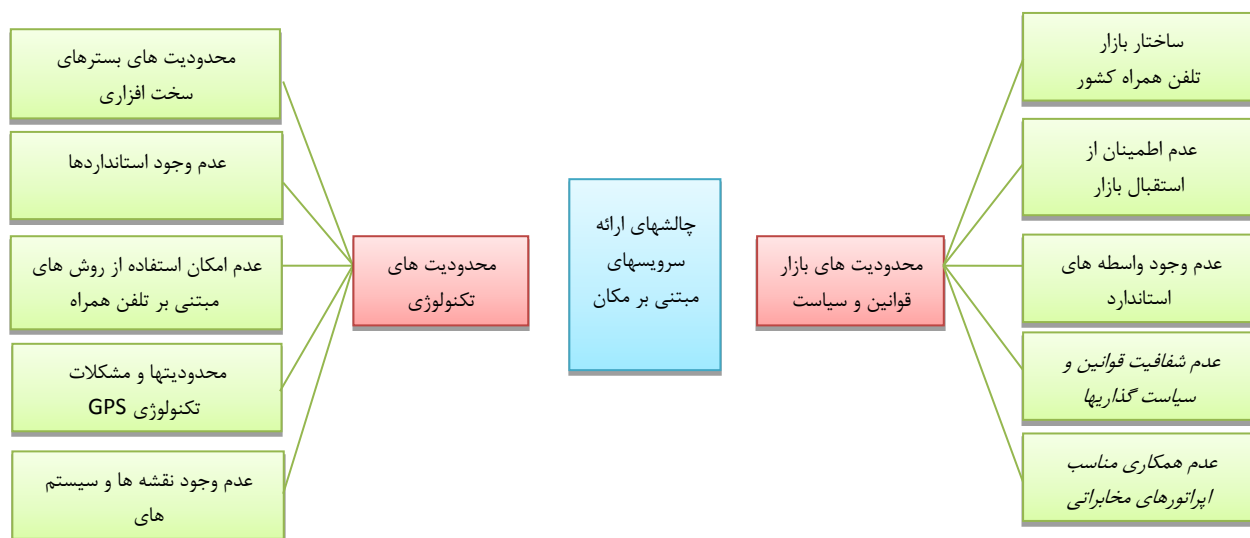 ساختار بازار
تلفن همراه کشور
عدم اطمینان از
استقبال بازار
عدم وجود واسطه های
استاندارد
عدم شفافیت قوانین و
سیاست گذاریها
عدم همکاری مناسب
اپراتورهای مخابراتی
محدودیت های بازار
قوانین و سیاست
چالشهای ارائه
سرویسهای
مبتنی بر مکان
محدودیت های
تکنولوژی
محدودیت های بسترهای
سخت افزاری
عدم وجود استانداردها
عدم امکان استفاده از روش های
مبتنی بر تلفن همراه
محدودیتها و مشکلات
تکنولوژی GPS
عدم وجود نقشه ها و سیستم
های